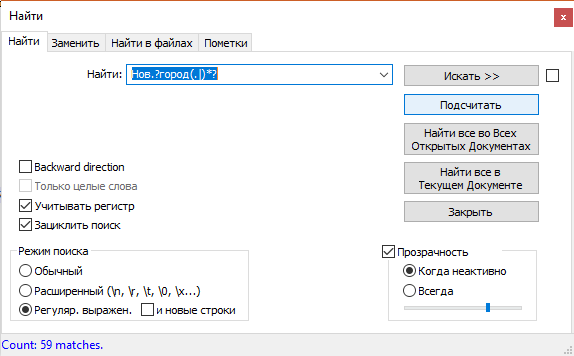 Найти
Найти
Заменить
Найти в файлах
Пометки
Найти:
Нов.?город(.|)*?
Искать >>
Подсчитать
Найти все во Всех
Открытых Документах
Найти все в
Текущем Документе
Закрыть
Backward direction
Только целые слова
Учитывать регистр
Зациклить поиск
Режим поиска
Обычный
Расширенный (\n, \r, \t, \0, \x...)
Регуляр. выражен.
и новые строки
Прозрачность
Когда неактивно
Всегда
Count: 59 matches.